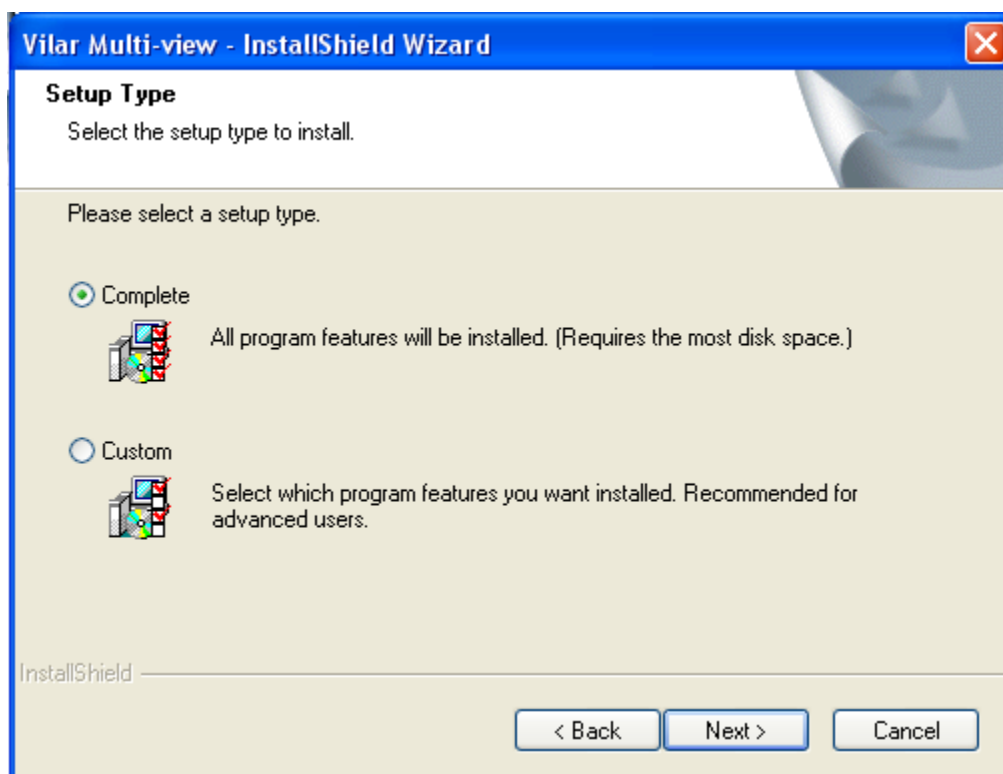 Vilar Multi-view - InstallShield Wizard
Setup Type
Select the setup type to install.
Please select a setup type.
Complete
All program features will be installed. (Requires the most disk space.)
Custom
Select which program features you want installed. Recommended for
advanced users.
InstallShield
< Back
Next >
Cancel